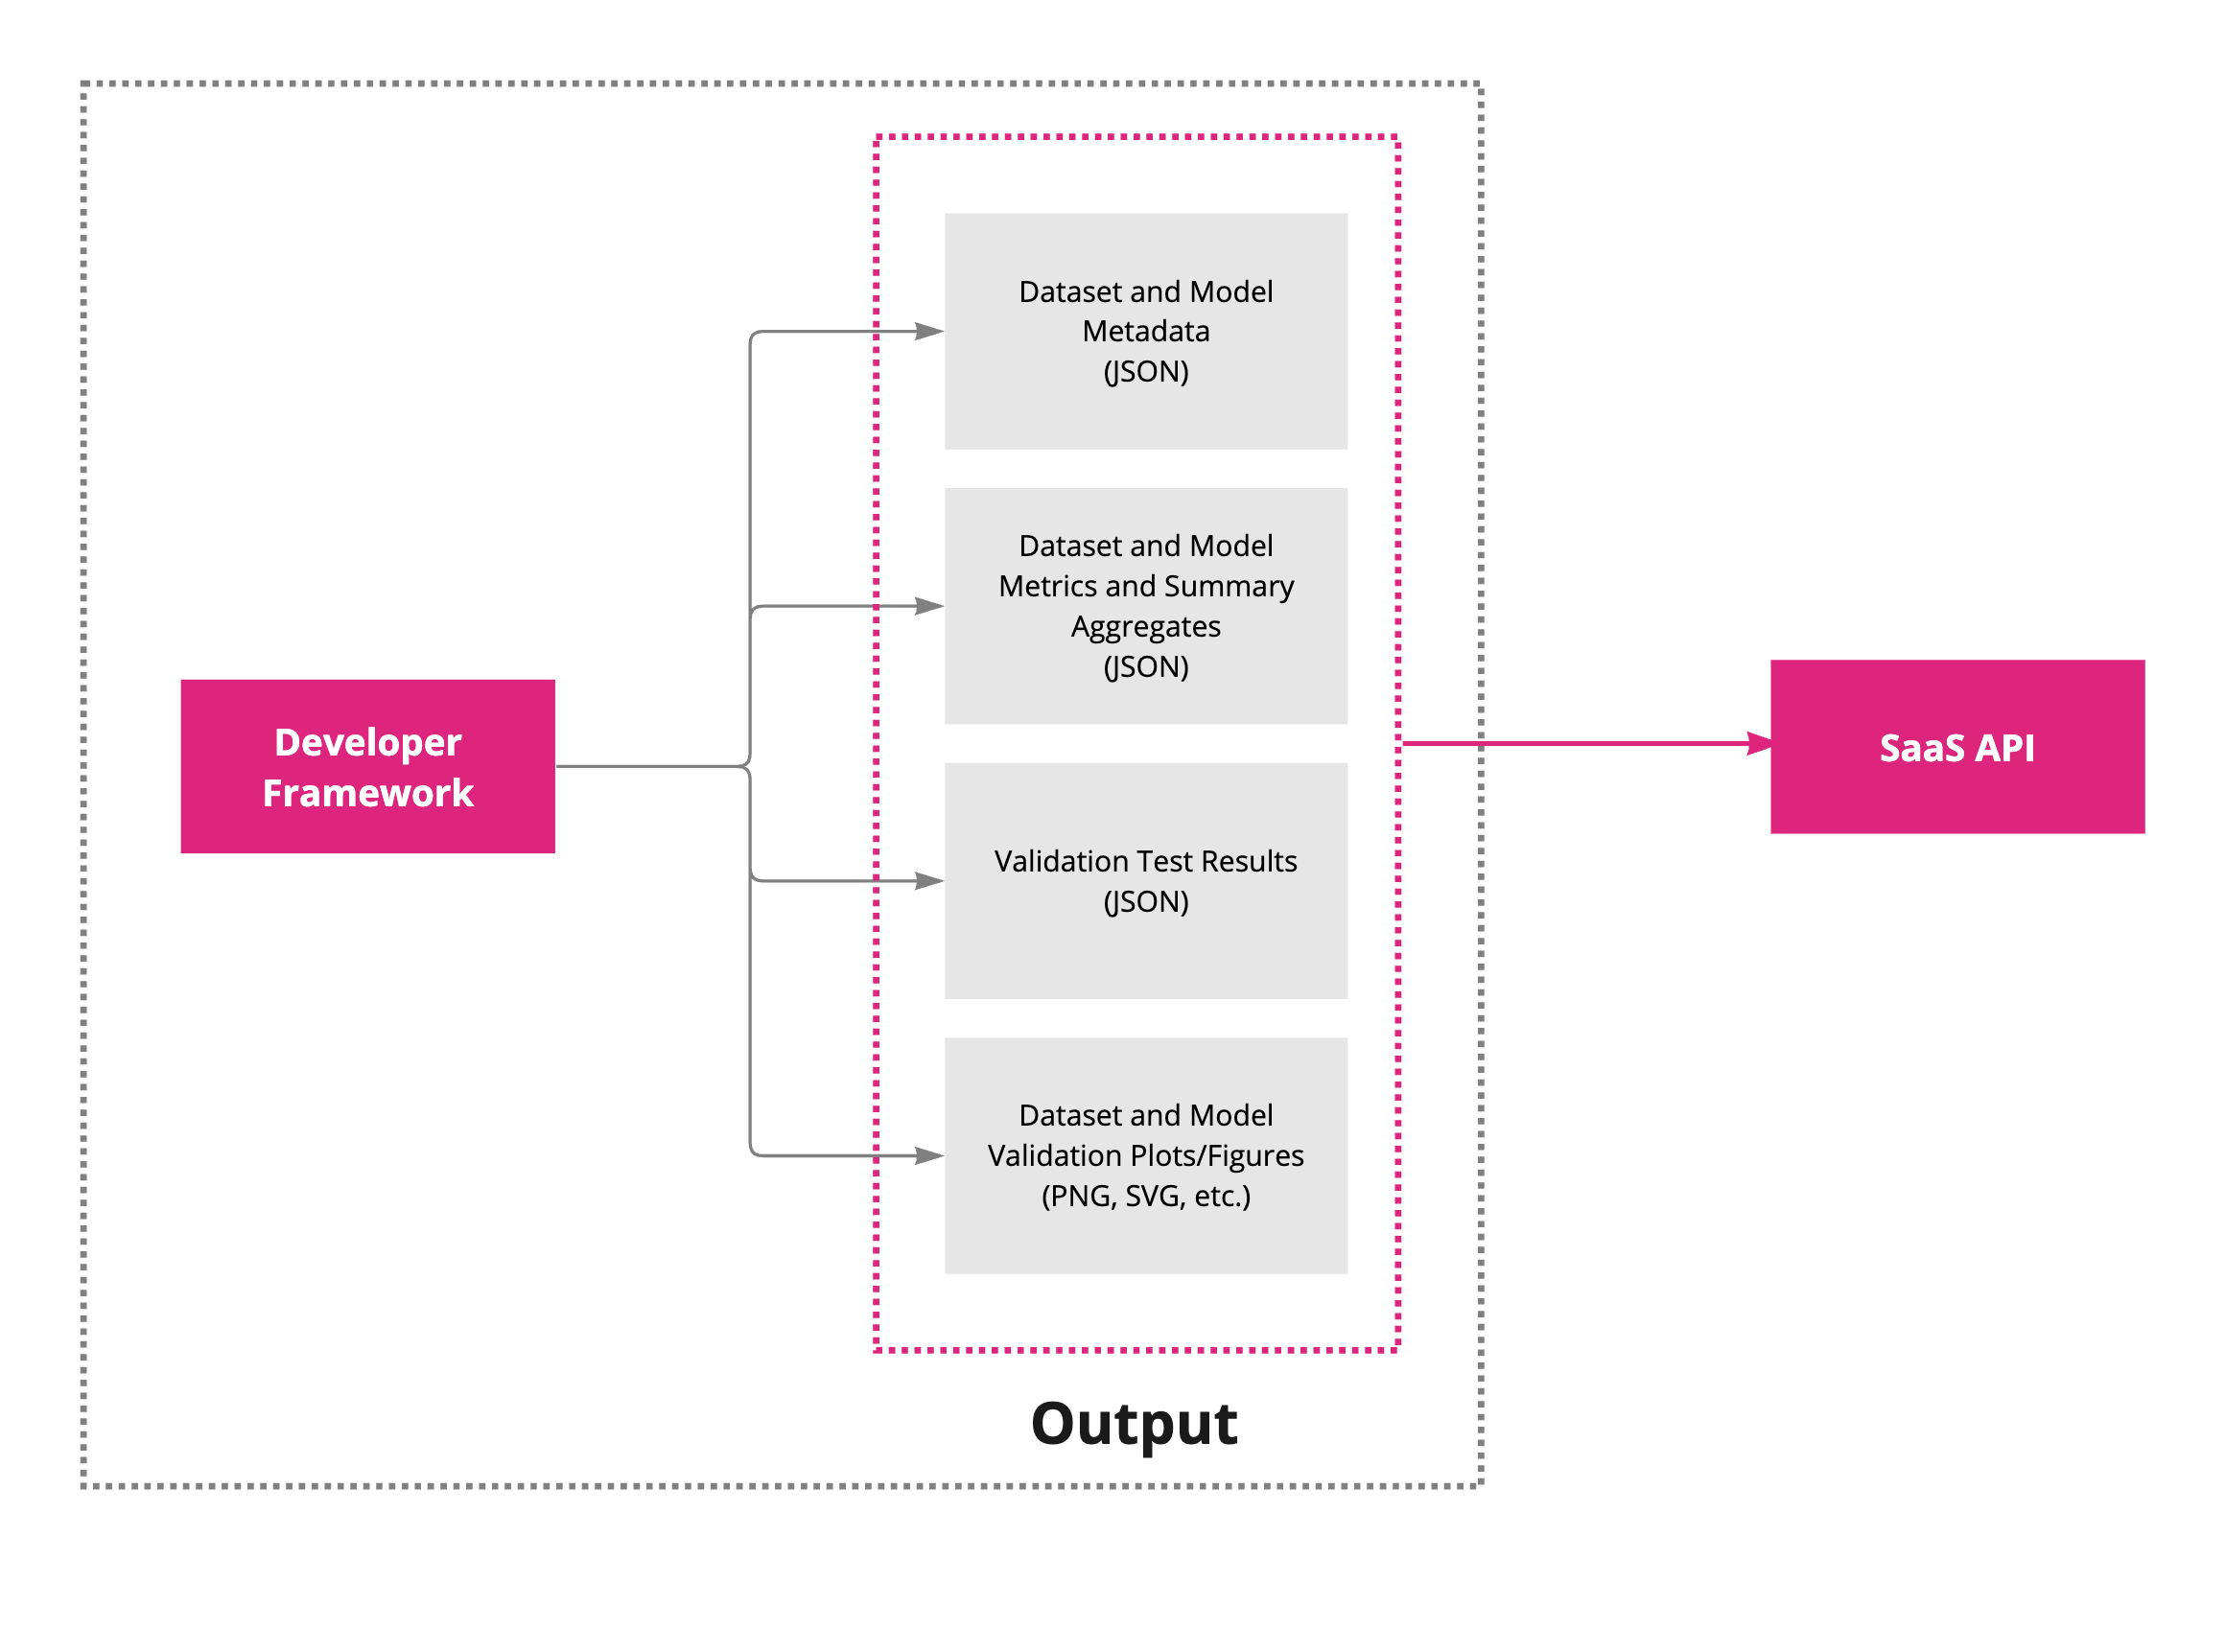 Developer
Framework
Dataset and Model
Metadata
(JSON)
Dataset and Model
Metrics and Summary
Aggregates
(JSON)
Validation Test Results
(JSON)
Dataset and Model
Validation Plots/Figures
(PNG, SVG, etc.)
Output
SaaS API